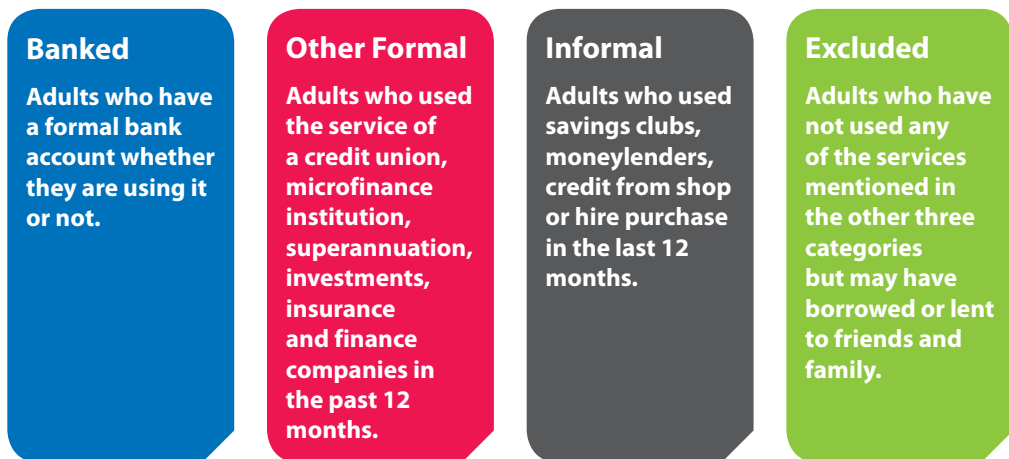 Banked
Adults who have
a formal bank
account whether
they are using it
or not.
Other Formal
Adults who used
the service of
a credit union,
microfinance
institution,
superannuation,
investments,
insurance
and finance
companies in
the past 12
months.
Informal
Adults who used
savings clubs,
moneylenders,
credit from shop
or hire purchase
in the last 12
months.
Excluded
Adults who have
not used any
of the services
mentioned in
the other three
categories
but may have
borrowed or lent
to friends and
family.